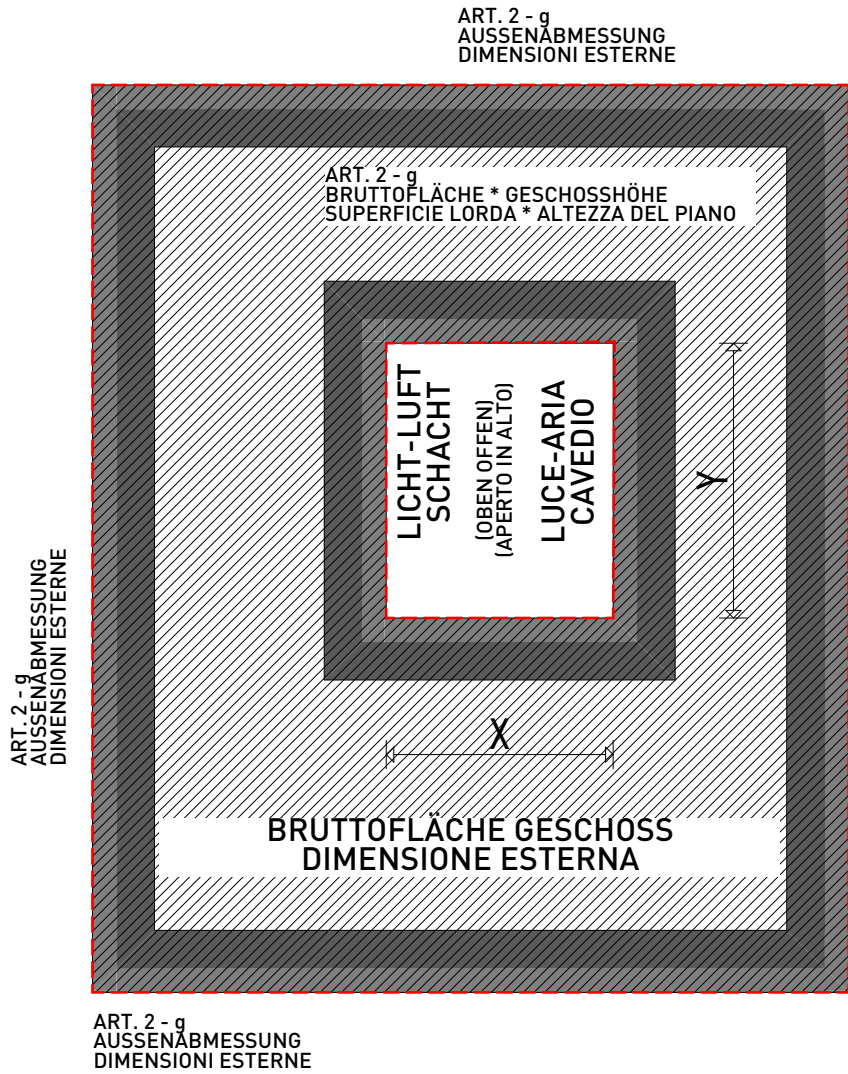 ART. 2 - g
AUSSENABMESSUNG
DIMENSIONI ESTERNE
ART. 2 - g
BRUTTOFLÄCHE * GESCHOSSHÖHE
SUPERFICIE LORDA * ALTEZZA DEL PIANO
LICHT-LUFT
SCHACHT
(OBEN OFFEN)
(APERTO IN ALTO)
LUCE-ARIA
CAVEDIO
Y
X
ART. 2 - g
AUSSENABMESSUNG
DIMENSIONI ESTERNE
BRUTTOFLÄCHE GESCHOSS
DIMENSIONE ESTERNA
ART. 2 - g
AUSSENABMESSUNG
DIMENSIONI ESTERNE